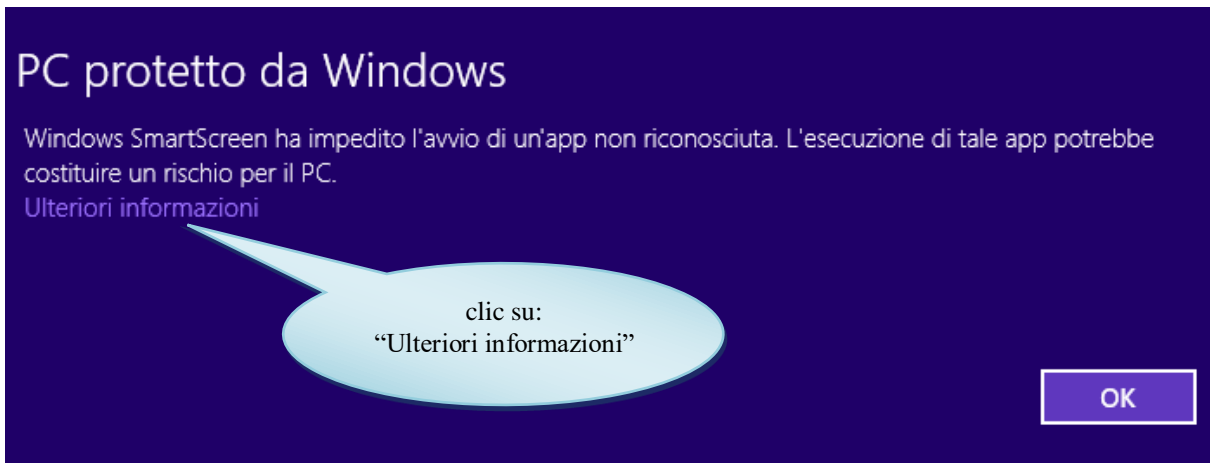 PC protetto da Windows
Windows SmartScreen ha impedito l'avvio di un'app non riconosciuta. L'esecuzione di tale app potrebbe
costituire un rischio per il PC.
Ulteriori informazioni
clic su:
“Ulteriori informazioni”
OK